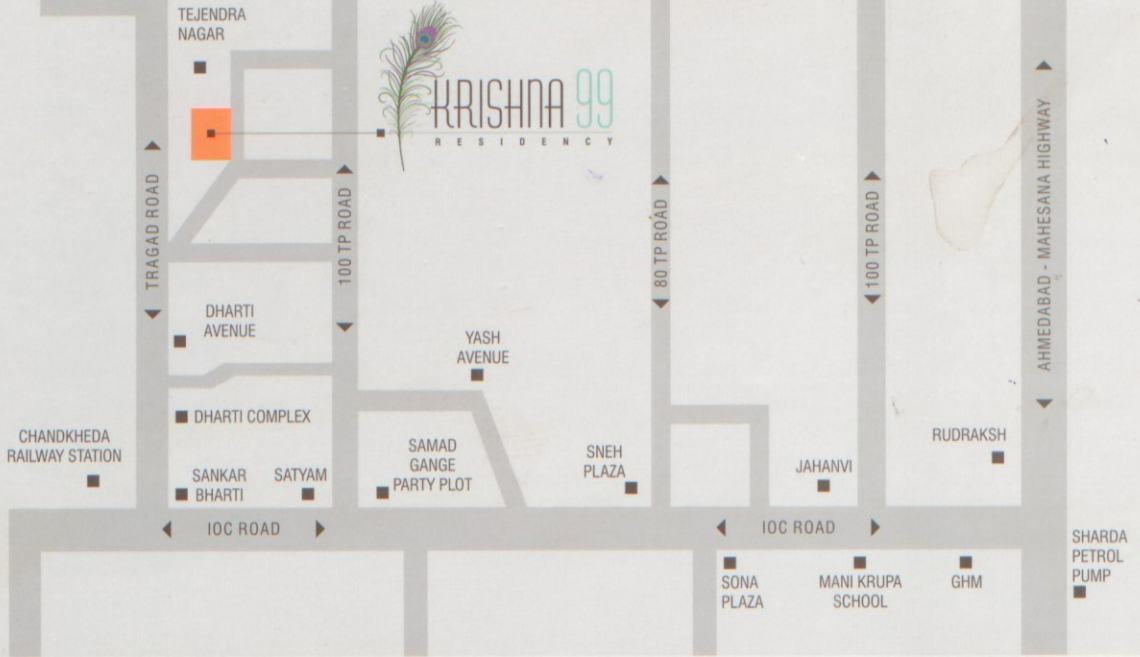 TEJENDRA
NAGAR
KRISHNA 99
RESIDENCY
TRAGAD ROAD
100 TP ROAD
80 TP ROAD
100 TP ROAD
AHMEDABAD - MAHESANA HIGHWAY
DHARTI
AVENUE
YASH
AVENUE
DHARTI COMPLEX
CHANDKHEDA
RAILWAY STATION
SANKAR
BHARTI
SATYAM
SAMAD
GANGE
PARTY PLOT
SNEH
PLAZA
JAHANVI
RUDRAKSH
IOC ROAD
IOC ROAD
SONA
PLAZA
MANI KRUPA
SCHOOL
GHM
SHARDA
PETROL
PUMP